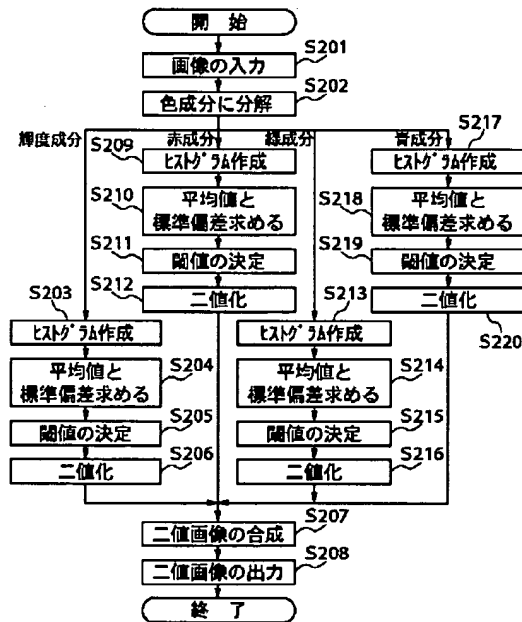 開 始
S201
画像の入力
S202
色成分に分解
輝度成分
赤成分
緑成分
青成分
S209
ヒストグラム作成
S210
平均値と
標準偏差求める
S211
閾値の決定
S212
二値化
S217
ヒストグラム作成
S218
平均値と
標準偏差求める
S219
閾値の決定
二値化
S220
S203
ヒストグラム作成
S204
平均値と
標準偏差求める
S205
閾値の決定
S206
二値化
S213
ヒストグラム作成
S214
平均値と
標準偏差求める
S215
閾値の決定
S216
二値化
S207
二値画像の合成
S208
二値画像の出力
終 了